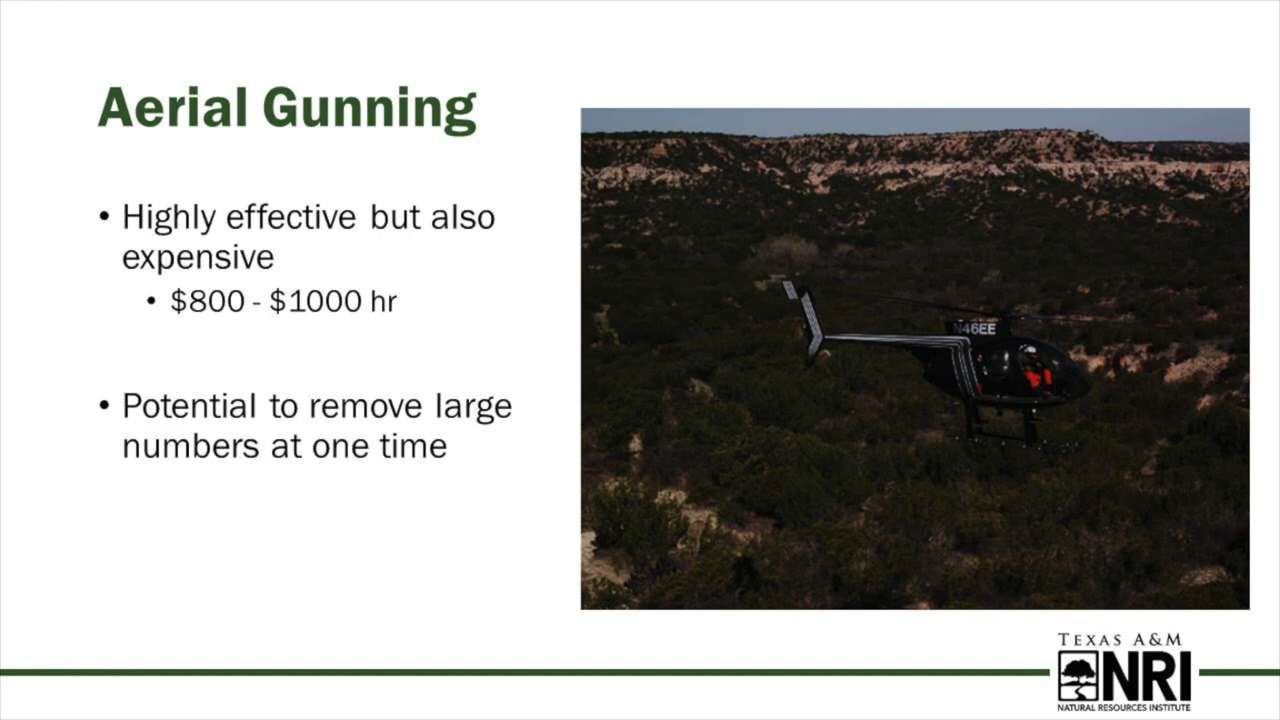 Aerial Gunning
• Highly effective but also
expensive
• $800 - $1000 hr
• Potential to remove large
numbers at one time
N46EE
TEXAS A&M
NRI
NATURAL RESOURCES INSTITUTE